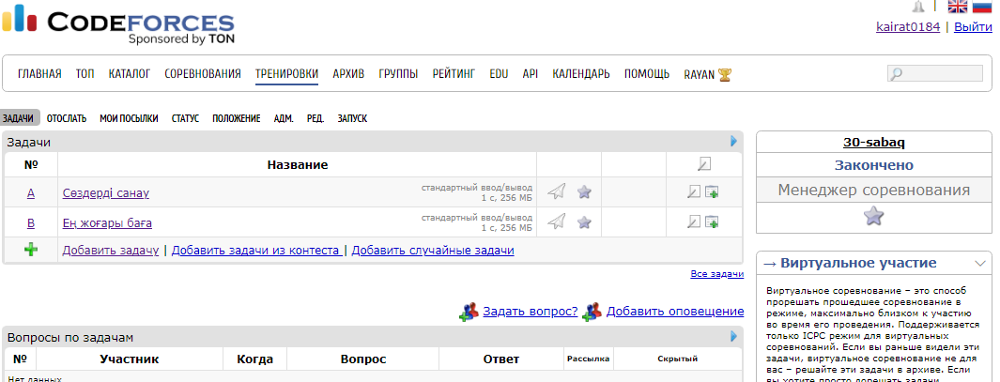 CODEFORCES
Sponsored by TON
kairat0184 | Выйти
ГЛАВНАЯ ТОП КАТАЛОГ СОРЕВНОВАНИЯ ТРЕНИРОВКИ АРХИВ ГРУППЫ РЕЙТИНГ EDU API КАЛЕНДАРЬ ПОМОЩЬ RAYAN
ЗАДАЧИ ОТОСЛАТЬ МОИ ПОСЫЛКИ СТАТУС ПОЛОЖЕНИЕ АДМ. РЕД. ЗАПУСК
Задачи
№ Название
A Сөздерді санау стандартный ввод/вывод
1 с, 256 МБ
B Ең жоғары баға стандартный ввод/вывод
1 с, 256 МБ
Добавить задачу | Добавить задачи из контеста | Добавить случайные задачи
Все задачи
Задать вопрос? Добавить оповещение
Вопросы по задачам
№ Участник Когда Вопрос Ответ Рассылка Скрытый
Нет данных
30-sabaq
Закончено
Менеджер соревнования
→ Виртуальное участие
Виртуальное соревнование – это способ
прорешать прошедшее соревнование в
режиме, максимально близком к участию
во время его проведения. Поддерживается
только ICPC режим для виртуальных
соревнований. Если вы раньше видели эти
задачи, виртуальное соревнование не для
вас – решайте эти задачи в архиве. Если
вы хотите просто дорешать задачи,